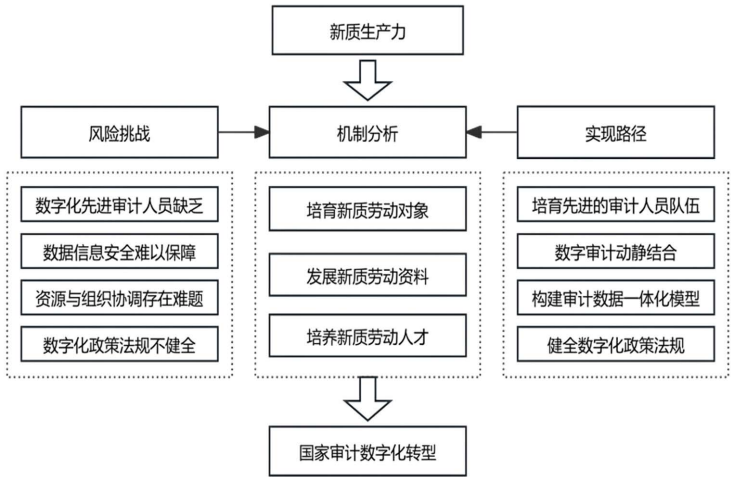 新质生产力
风险挑战
机制分析
实现路径
数字化先进审计人员缺乏
数据信息安全难以保障
资源与组织协调存在难题
数字化政策法规不健全
培育新质劳动对象
发展新质劳动资料
培养新质劳动人才
培育先进的审计人员队伍
数字审计动静结合
构建审计数据一体化模型
健全数字化政策法规
国家审计数字化转型